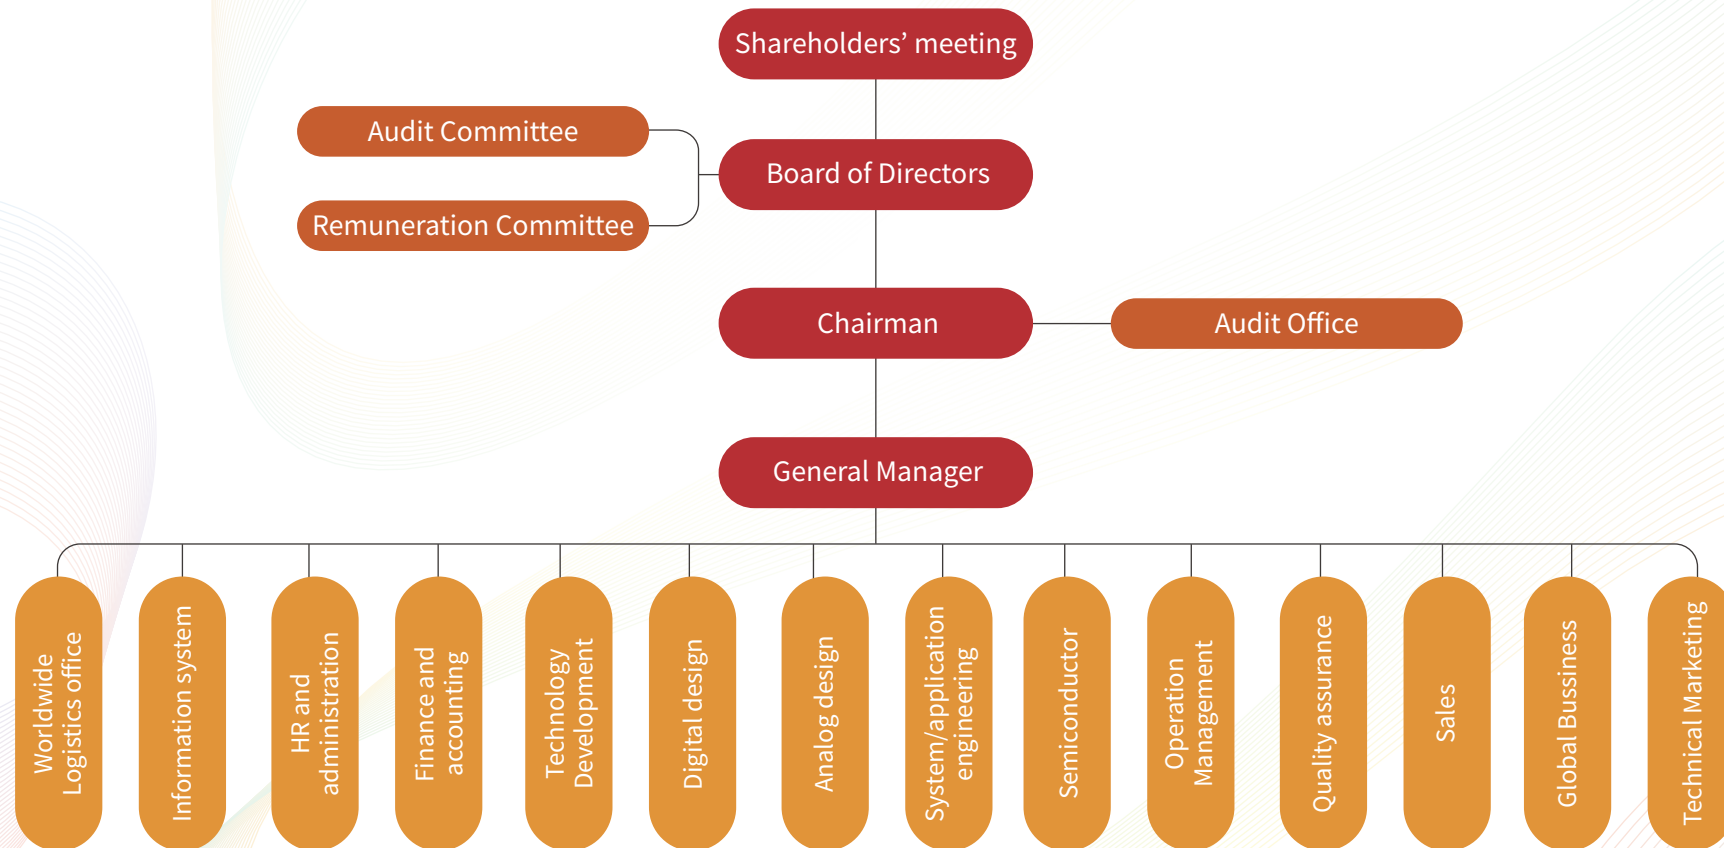 Shareholders’ meeting
Audit Committee
Board of Directors
Remuneration Committee
Chairman
Audit Office
General Manager
Worldwide
Logistics office
Information system
HR and
administration
Finance and
accounting
Technology
Development
Digital design
Analog design
System/application
engineering
Semiconductor
Operation
Management
Quality assurance
Sales
Global Bussiness
Technical Marketing